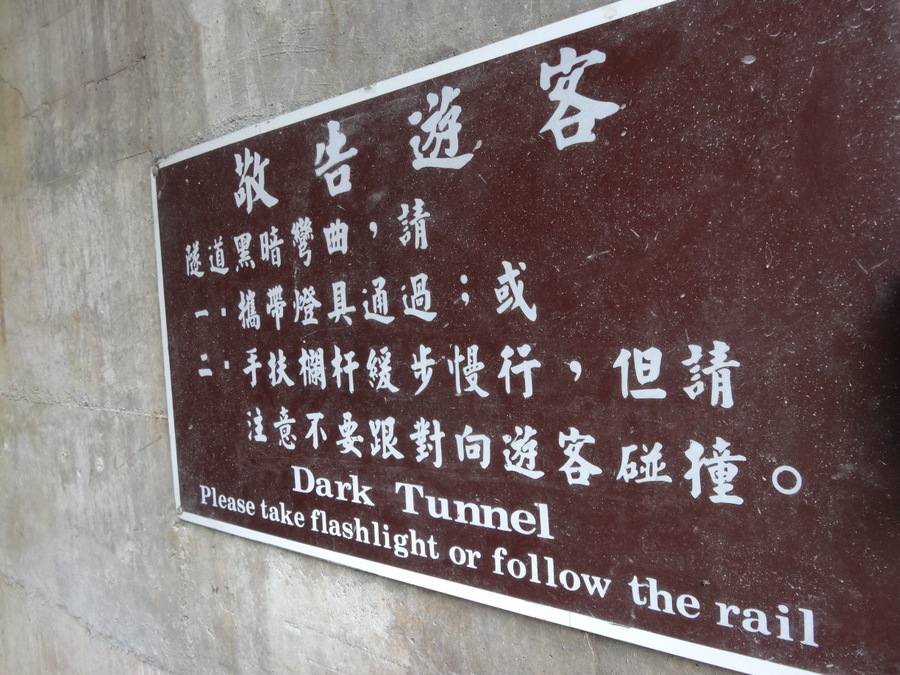 敬告遊客
隧道黑暗彎曲，請
一．攜帶燈具通過；或
二．手扶欄杆緩步慢行，但請
注意不要跟對向遊客碰撞。
Dark Tunnel
Please take flashlight or follow the rail